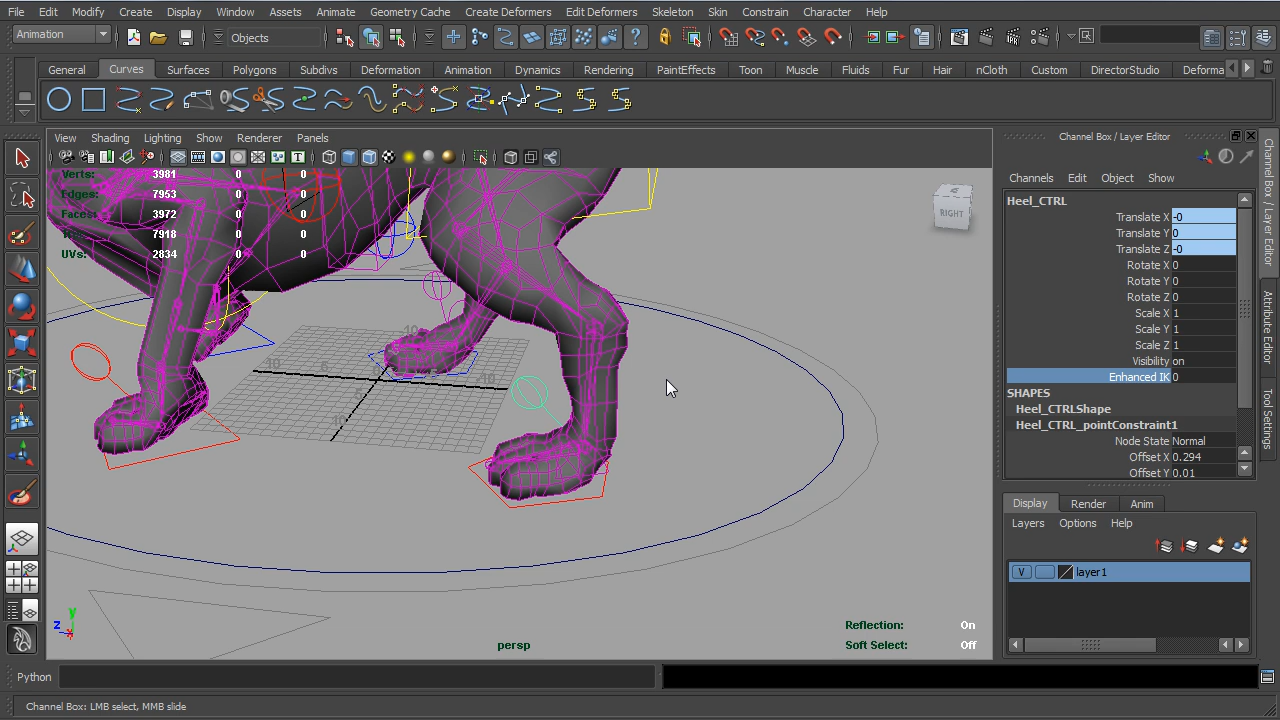 File Edit Modify Create Display Window Assets Animate Geometry Cache Create Deformers Edit Deformers Skeleton Skin Constrain Character Help
Animation Objects
General Curves Surfaces Polygons Subdivs Deformation Animation Dynamics Rendering PaintEffects Toon Muscle Fluids Fur Hair nCloth Custom DirectorStudio Deforma
View Shading Lighting Show Renderer Panels
Verts: 3981 0 0
Edges: 7953 0 0
Faces: 3972 0 0
7918 0 0
UVs: 2834 0 0
RIGHT
persp
Reflection: On
Soft Select: Off
y
z
Channel Box / Layer Editor
Channels Edit Object Show
Heel_CTRL
Translate X -0
Translate Y 0
Translate Z -0
Rotate X 0
Rotate Y 0
Rotate Z 0
Scale X 1
Scale Y 1
Scale Z 1
Visibility on
Enhanced IK 0
SHAPES
Heel_CTRLShape
Heel_CTRL_pointConstraint1
Node State Normal
Offset X 0.294
Offset Y 0.01
Display Render Anim
Layers Options Help
V layer1
Channel Box / Layer Editor
Attribute Editor
Tool Settings
Python
Channel Box: LMB select, MMB slide